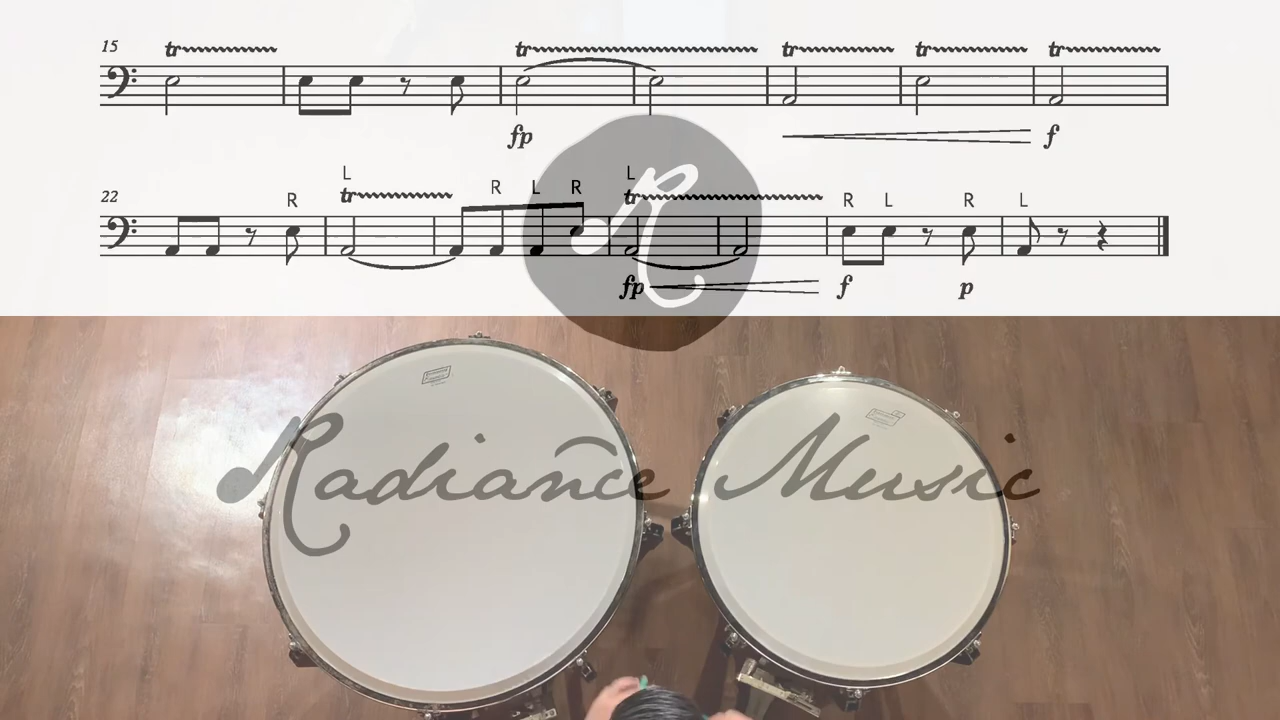 15 tr tr tr tr tr
fp f
L L
22 R tr R L R tr R L R L
fp f p
R
Radiance Music